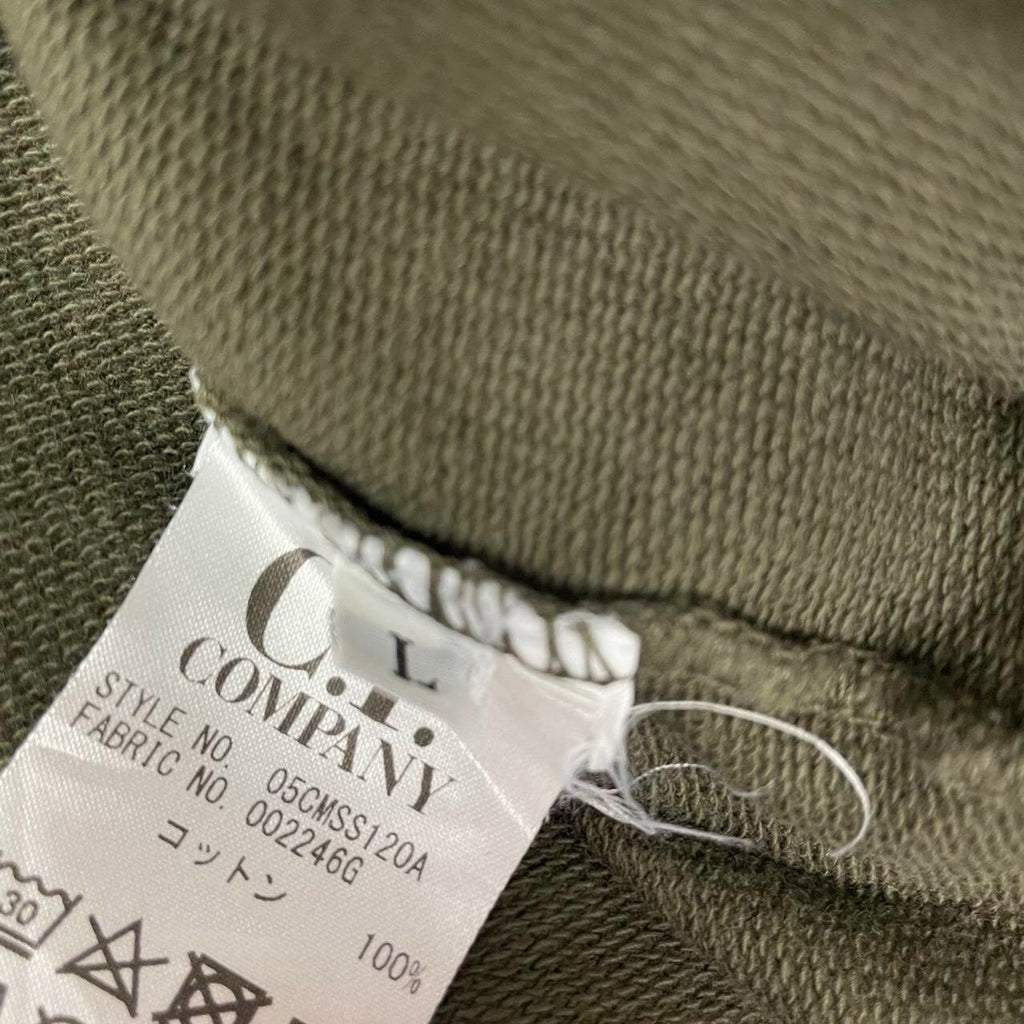 C.P.
COMPANY
L
STYLE NO. 05CMSS120A
FABRIC NO. 002246G
コットン 100%
30